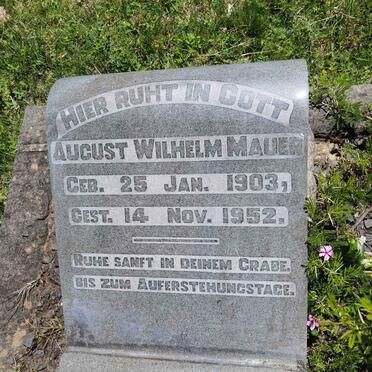 HIER RUHT IN GOTT
AUGUST WILHELM MAUER
GEB. 25 JAN. 1903,
GEST. 14 NOV. 1952,
RUHE SANFT IN DEINEM GRABE,
BIS ZUM AUFERSTEHUNGSTAGE.